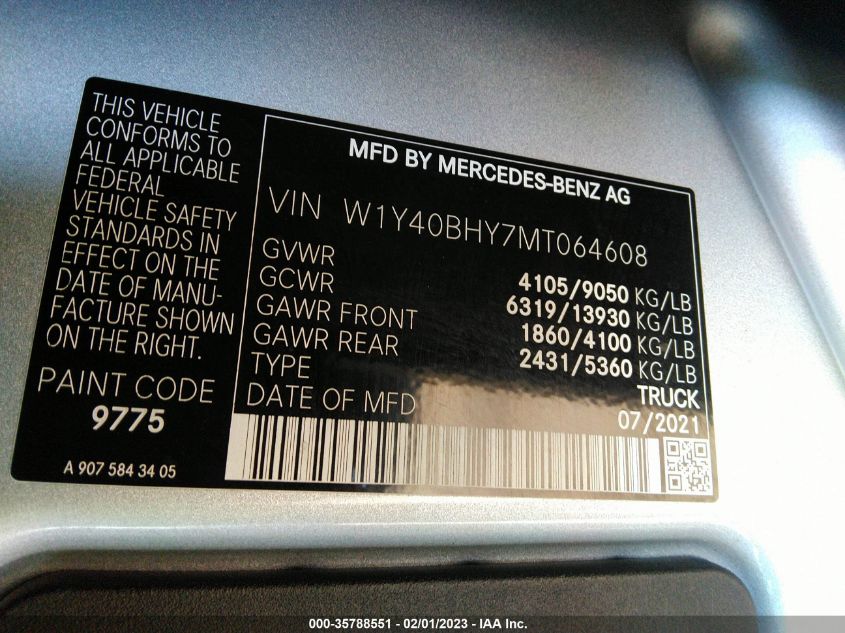 THIS VEHICLE
CONFORMS TO
ALL APPLICABLE
FEDERAL
VEHICLE SAFETY
STANDARDS IN
EFFECT ON THE
DATE OF MANU-
FACTURE SHOWN
ON THE RIGHT.
PAINT CODE
9775
A 907 584 34 05
MFD BY MERCEDES-BENZ AG
VIN W1Y40BHY7MT064608
GVWR 4105/9050 KG/LB
GCWR 6319/13930 KG/LB
GAWR FRONT 1860/4100 KG/LB
GAWR REAR 2431/5360 KG/LB
TYPE TRUCK
DATE OF MFD 07/2021
000-35788551 - 02/01/2023 - © IAA Inc.